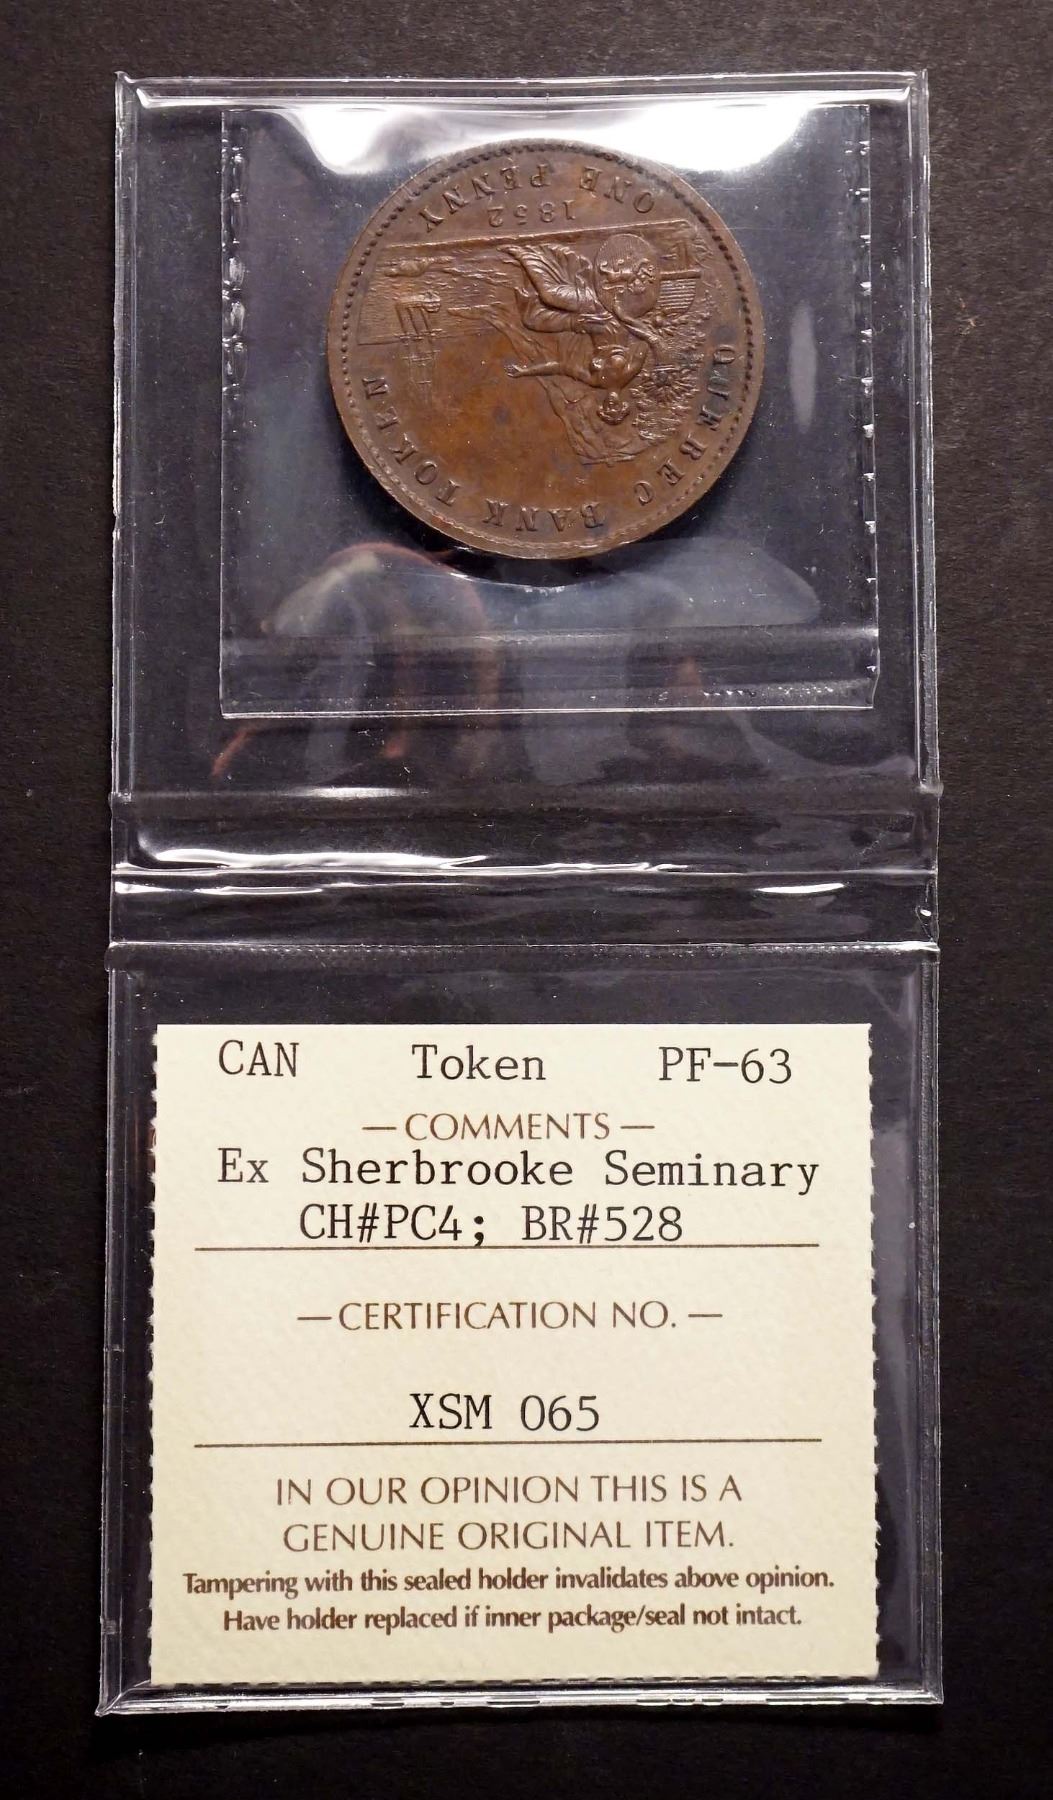 QUEBEC BANK TOKEN
1852
ONE PENNY
CAN Token PF-63
—COMMENTS—
Ex Sherbrooke Seminary
CH#PC4; BR#528
—CERTIFICATION NO.—
XSM 065
IN OUR OPINION THIS IS A
GENUINE ORIGINAL ITEM.
Tampering with this sealed holder invalidates above opinion.
Have holder replaced if inner package/seal not intact.